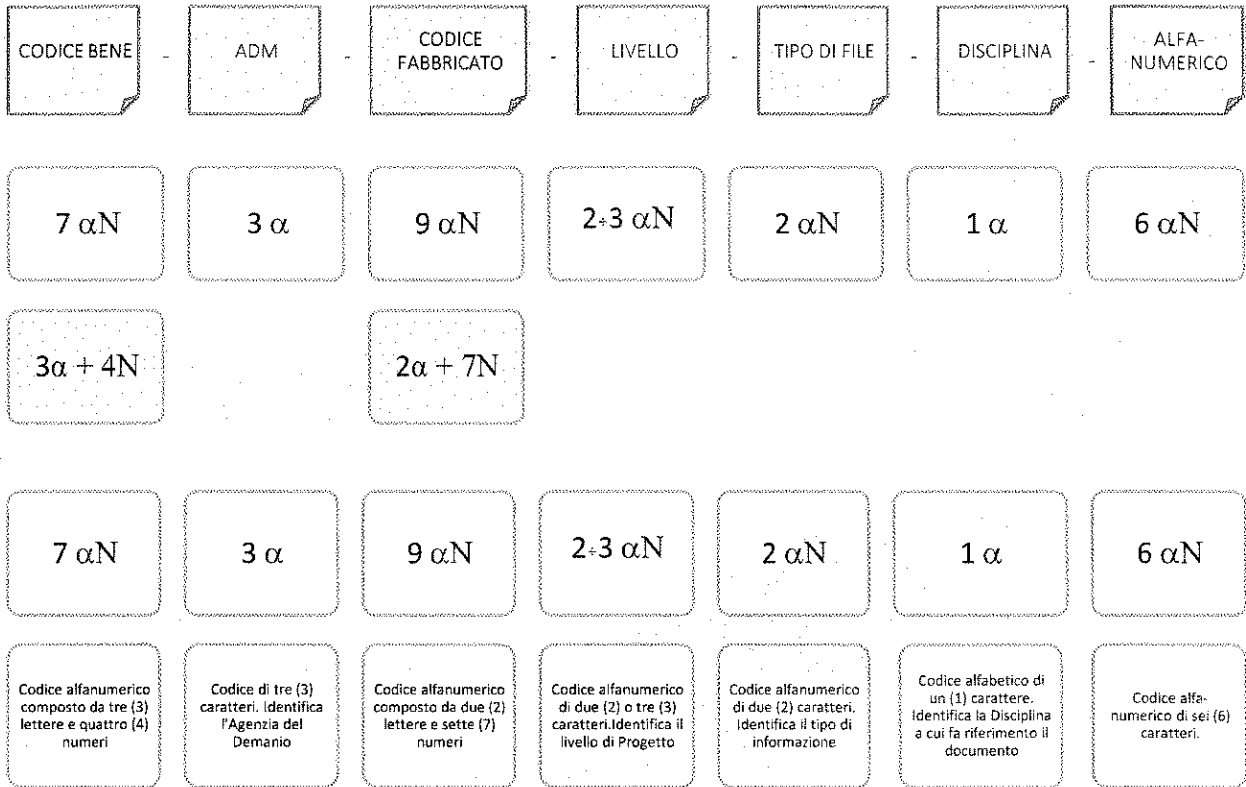 CODICE BENE - ADM - CODICE FABBRICATO - LIVELLO - TIPO DI FILE - DISCIPLINA - ALFA-NUMERICO
7 αN
3 α
9 αN
2÷3 αN
2 αN
1 α
6 αN
3α + 4N
2α + 7N
7 αN
3 α
9 αN
2÷3 αN
2 αN
1 α
6 αN
Codice alfanumerico
composto da tre (3)
lettere e quattro (4)
numeri
Codice di tre (3)
caratteri. Identifica
l'Agenzia del
Demanio
Codice alfanumerico
composto da due (2)
lettere e sette (7)
numeri
Codice alfanumerico
di due (2) o tre (3)
caratteri.Identifica il
livello di Progetto
Codice alfanumerico
di due (2) caratteri.
Identifica il tipo di
informazione
Codice alfabetico di
un (1) carattere.
Identifica la Disciplina
a cui fa riferimento il
documento
Codice alfa-
numerico di sei (6)
caratteri.